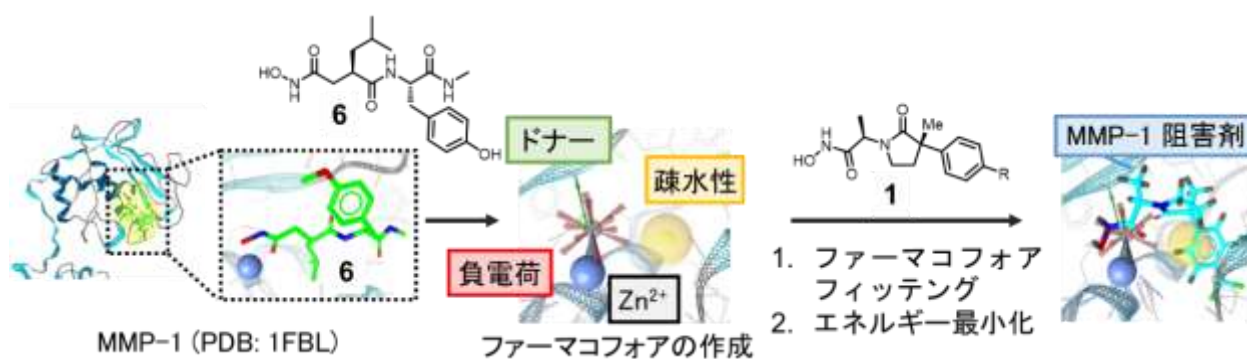 O
HO
N
H
6
O
H
N
O
N
H
OH
6
MMP-1 (PDB: 1FBL)
ドナー
疎水性
負電荷
Zn²⁺
ファーマコフォアの作成
H
N
HO
O
N
O
Me
R
1
1. ファーマコフォア
フィッテング
2. エネルギー最小化
MMP-1 阻害剤